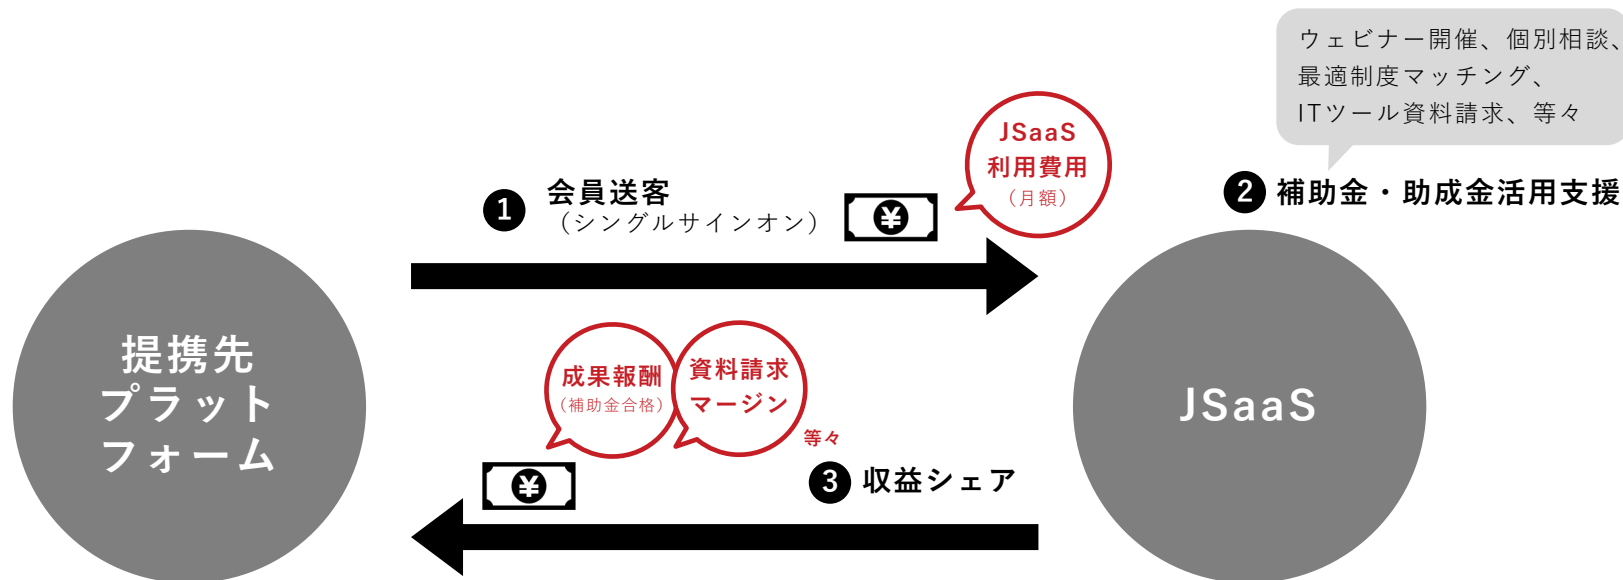 ウェビナー開催、個別相談、
最適制度マッチング、
ITツール資料請求、等々
JSaaS
利用費用
（月額）
1 会員送客
（シングルサインオン）
¥
2 補助金・助成金活用支援
提携先
プラット
フォーム
成果報酬
（補助金合格）
資料請求
マージン
等々
JSaaS
¥
3 収益シェア